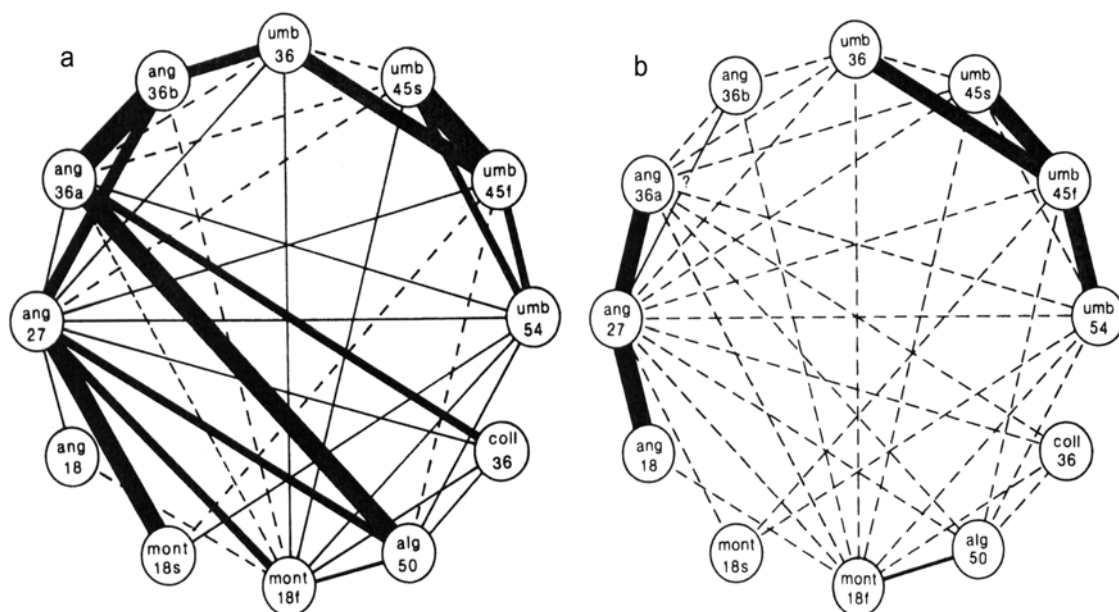 a
umb
36
umb
45s
umb
45f
umb
54
coll
36
alg
50
mont
18f
mont
18s
ang
18
ang
27
ang
36a
ang
36b
b
umb
36
umb
45s
umb
45f
umb
54
coll
36
alg
50
mont
18f
mont
18s
ang
18
ang
27
ang
36a
ang
36b
?